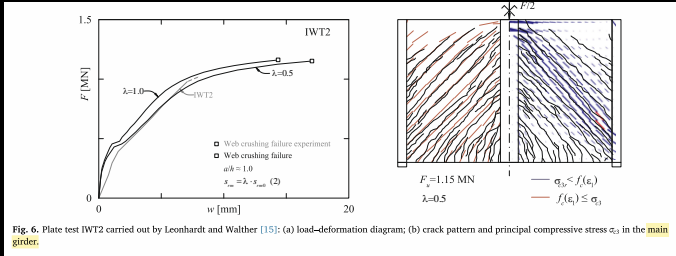 1.5
IWT2
F/2
F [MN]
λ=1.0
λ=0.5
IWT2
Web crushing failure experiment
Web crushing failure
a/h = 1.0
s_rm = λ · s_rm0 (2)
0
0
w [mm]
20
F_u=1.15 MN
λ=0.5
σ_c3r < f_c(ε_1)
f_c(ε_1) ≤ σ_c3
Fig. 6. Plate test IWT2 carried out by Leonhardt and Walther [15]: (a) load–deformation diagram; (b) crack pattern and principal compressive stress σc3 in the main
girder.